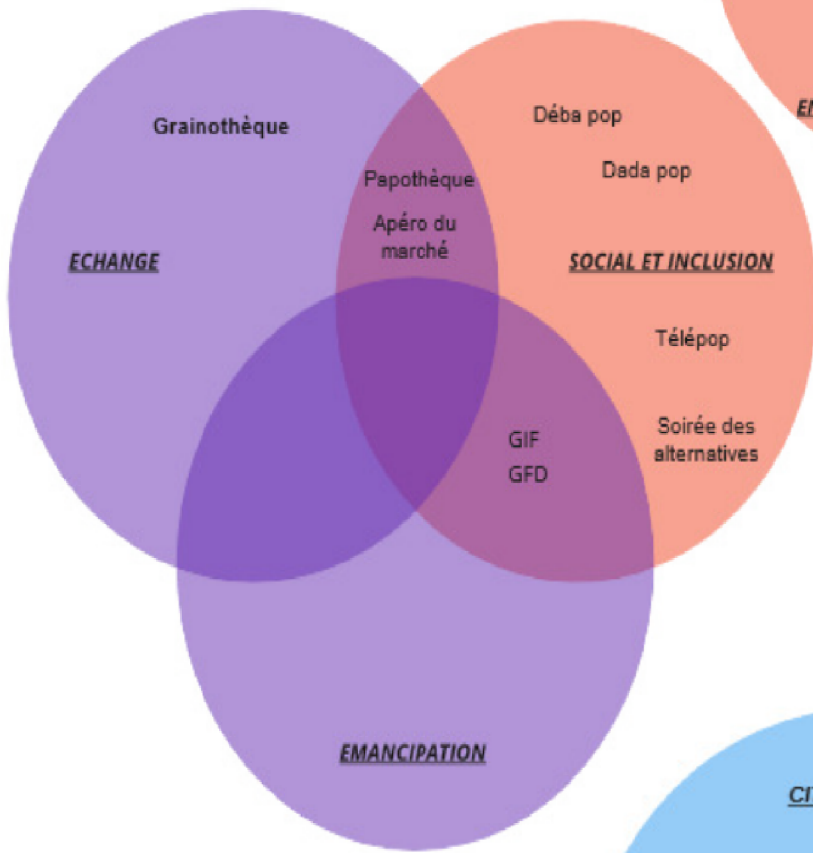 Grainothèque
Déba pop
Dada pop
Papothèque
Apéro du
marché
ECHANGE
SOCIAL ET INCLUSION
Télépop
Soirée des
alternatives
GIF
GFD
EMANCIPATION